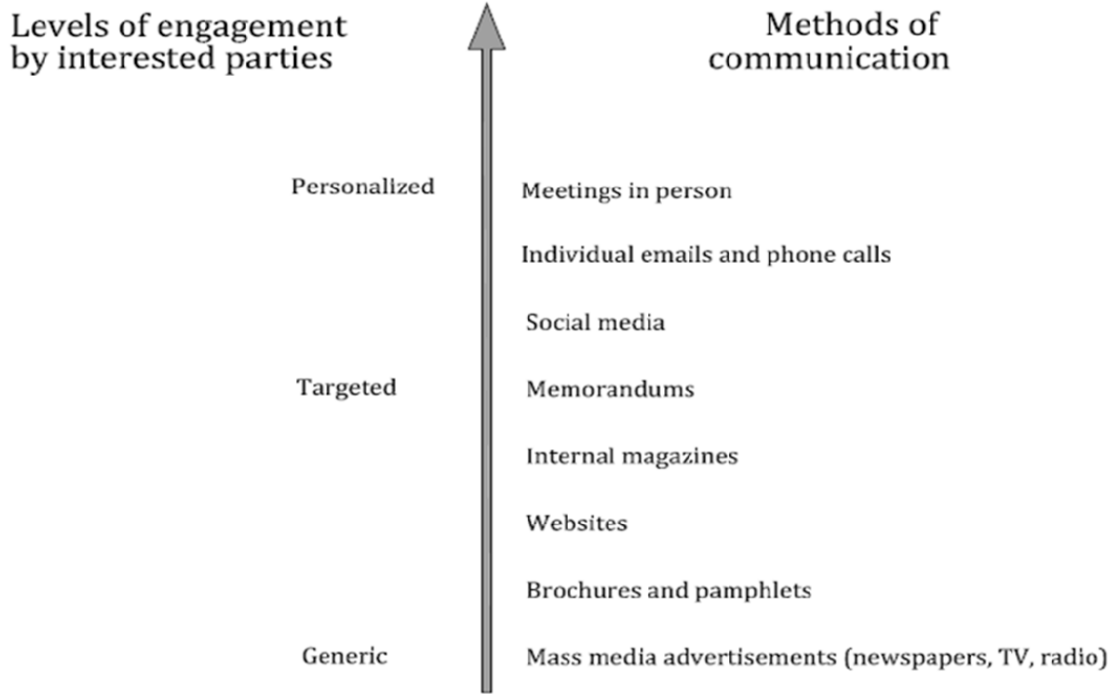 Levels of engagement
by interested parties
Methods of
communication
Personalized
Meetings in person
Individual emails and phone calls
Social media
Targeted
Memorandums
Internal magazines
Websites
Brochures and pamphlets
Generic
Mass media advertisements (newspapers, TV, radio)